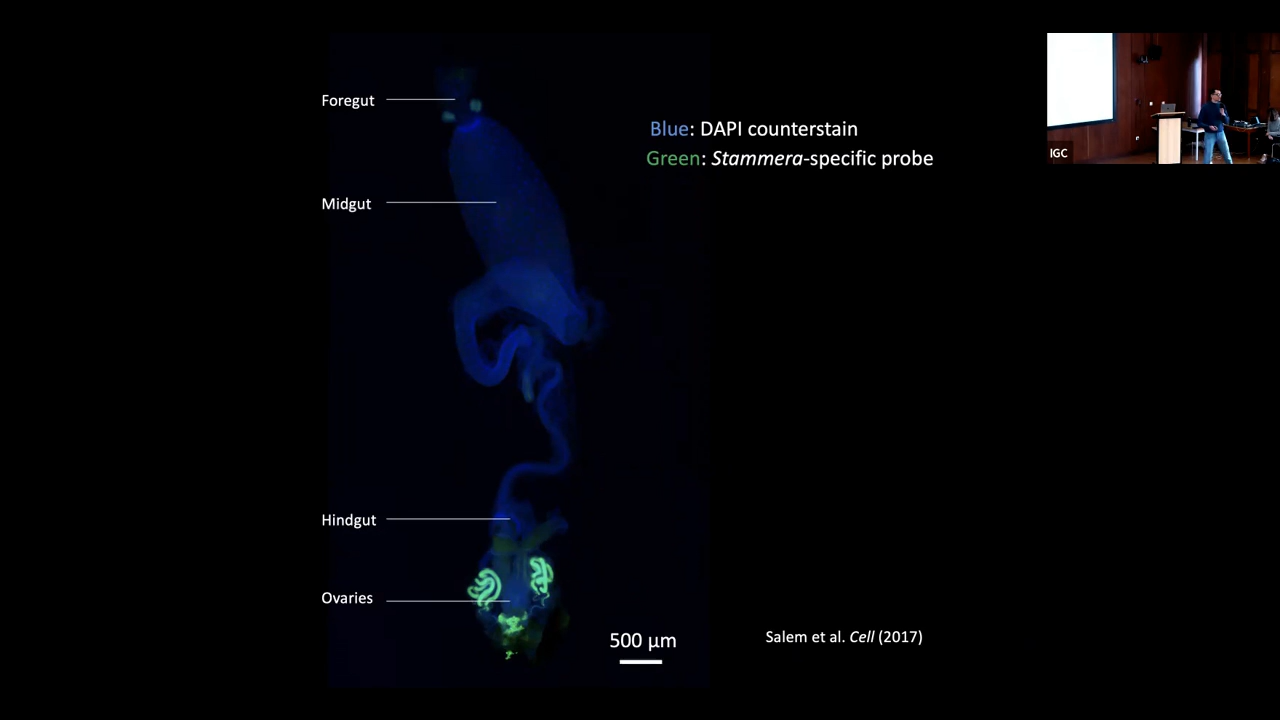 Foregut
Blue: DAPI counterstain
Green: Stammera-specific probe
IGC
Midgut
Hindgut
Ovaries
500 µm
Salem et al. Cell (2017)